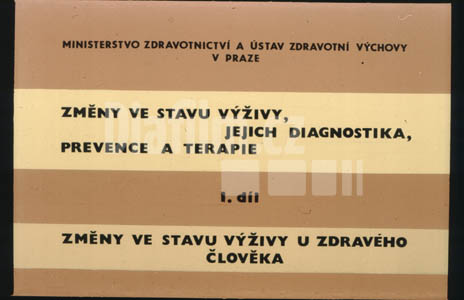 MINISTERSTVO ZDRAVOTNICTVÍ A ÚSTAV ZDRAVOTNÍ VÝCHOVY
V PRAZE
ZMĚNY VE STAVU VÝŽIVY,
JEJICH DIAGNOSTIKA,
PREVENCE A TERAPIE
1. díl
ZMĚNY VE STAVU VÝŽIVY U ZDRAVÉHO
ČLOVĚKA